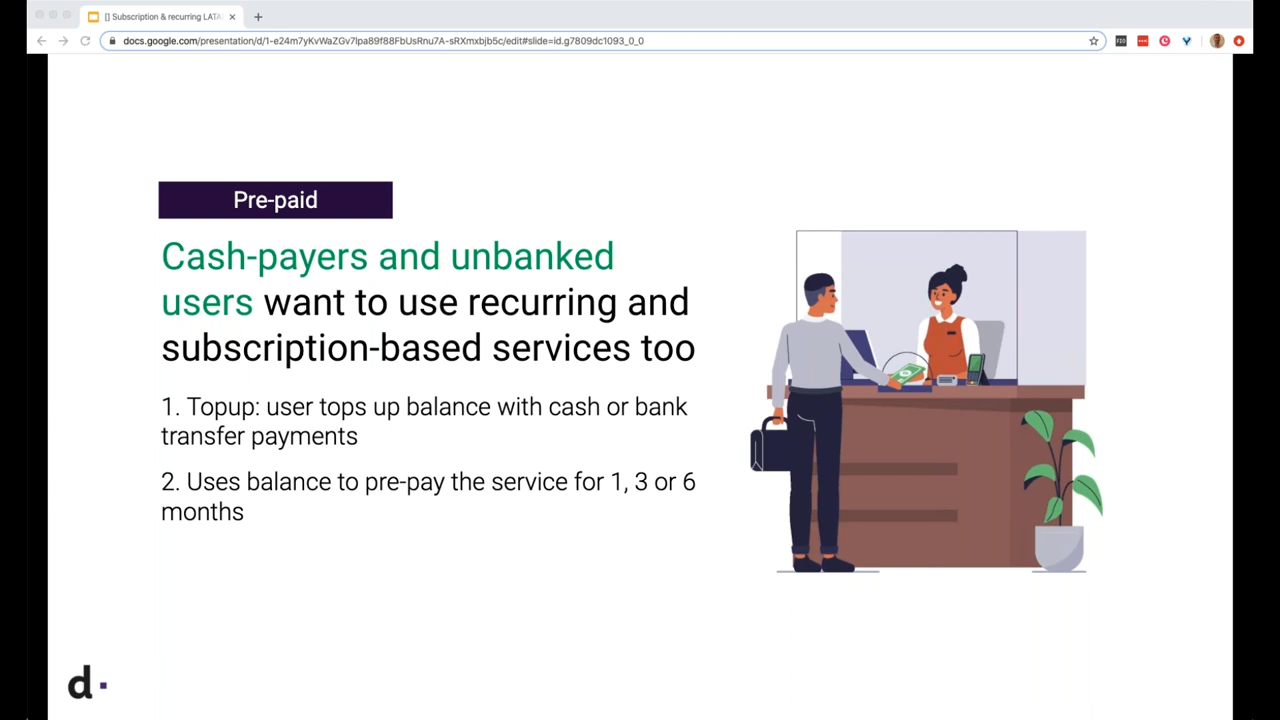 [] Subscription & recurring LATA
docs.google.com/presentation/d/1-e24m7yKvWaZGv7lpa89f88FbUsRnu7A-sRXmxbjb5c/edit#slide=id.g7809dc1093_0_0
Pre-paid
Cash-payers and unbanked
users want to use recurring and
subscription-based services too
1. Topup: user tops up balance with cash or bank
transfer payments
2. Uses balance to pre-pay the service for 1, 3 or 6
months
d·